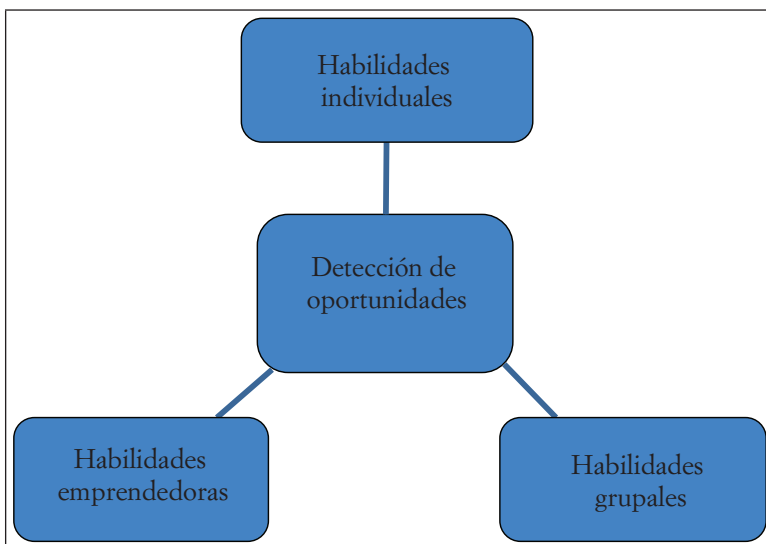 Habilidades
individuales
Detección de
oportunidades
Habilidades
emprendedoras
Habilidades
grupales